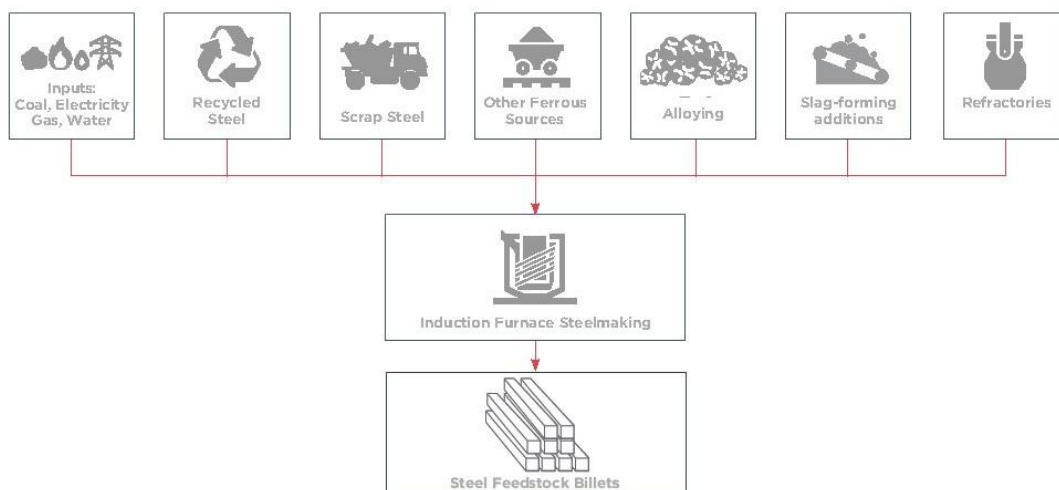 Inputs:
Coal, Electricity
Gas, Water
Recycled
Steel
Scrap Steel
Other Ferrous
Sources
Alloying
Slag-forming
additions
Refractories
Induction Furnace Steelmaking
Steel Feedstock Billets